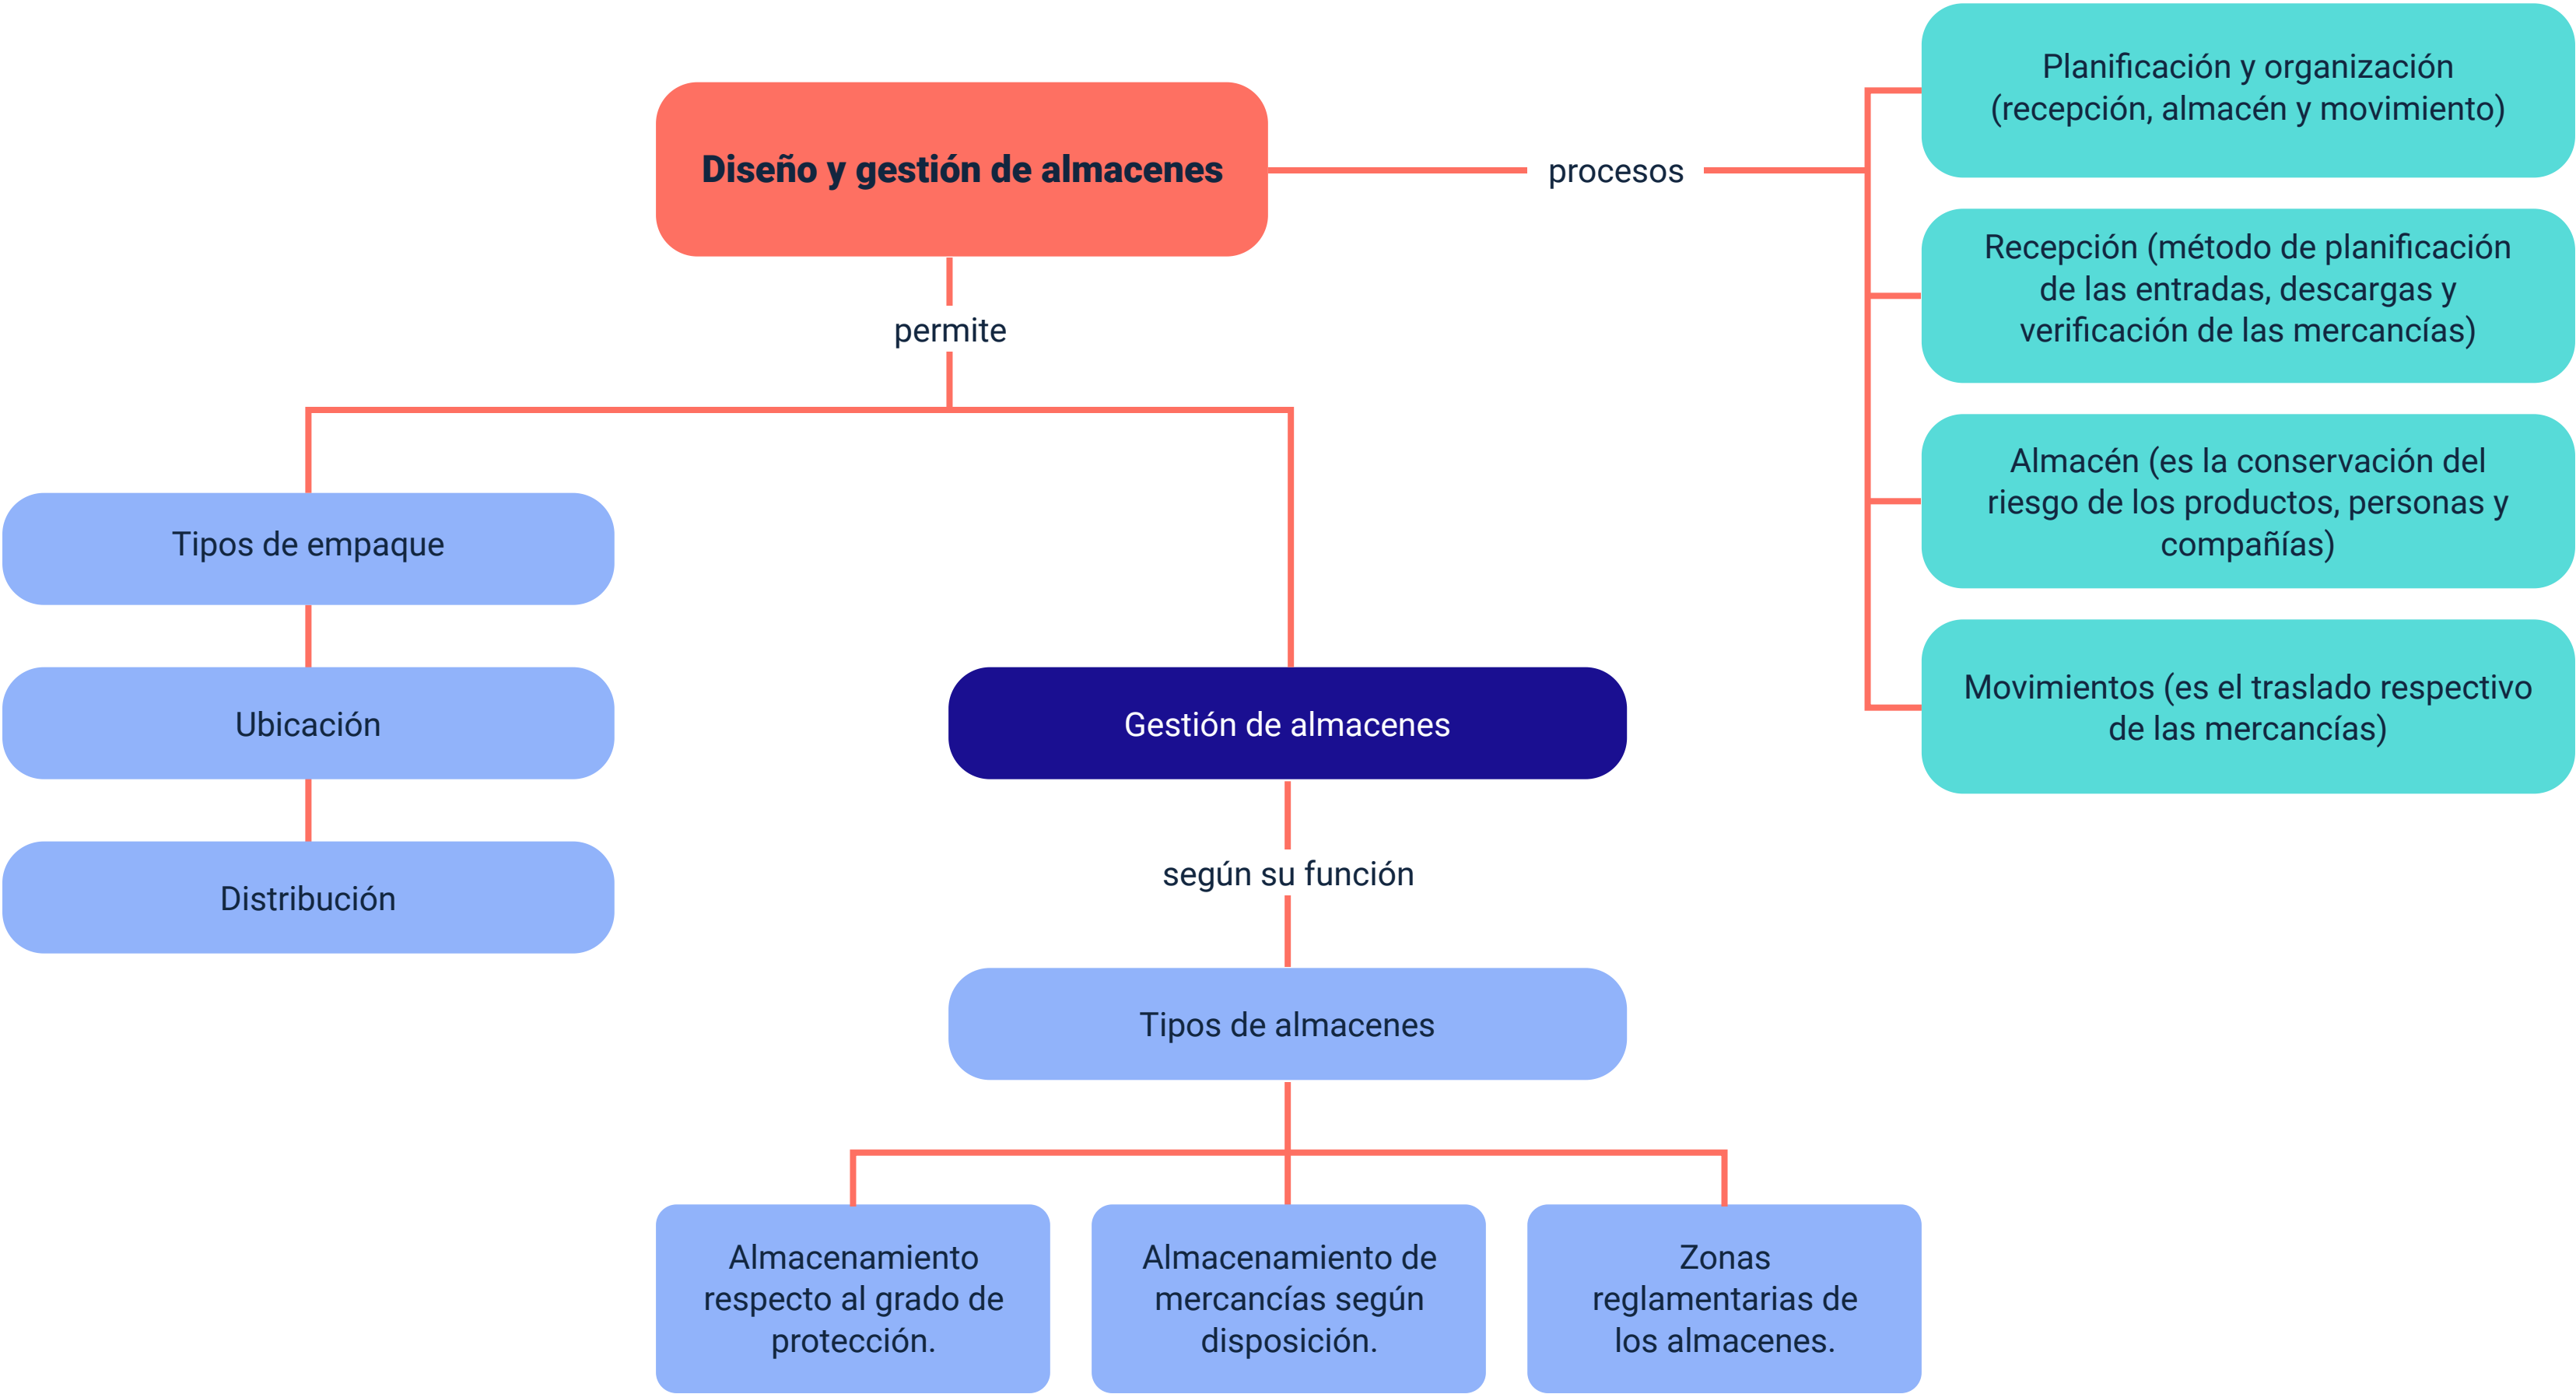 Diseño y gestión de almacenes
procesos
Planificación y organización
(recepción, almacén y movimiento)
Recepción (método de planificación
de las entradas, descargas y
verificación de las mercancías)
Almacén (es la conservación del
riesgo de los productos, personas y
compañías)
Movimientos (es el traslado respectivo
de las mercancías)
permite
Tipos de empaque
Ubicación
Distribución
Gestión de almacenes
según su función
Tipos de almacenes
Almacenamiento
respecto al grado de
protección.
Almacenamiento de
mercancías según
disposición.
Zonas
reglamentarias de
los almacenes.